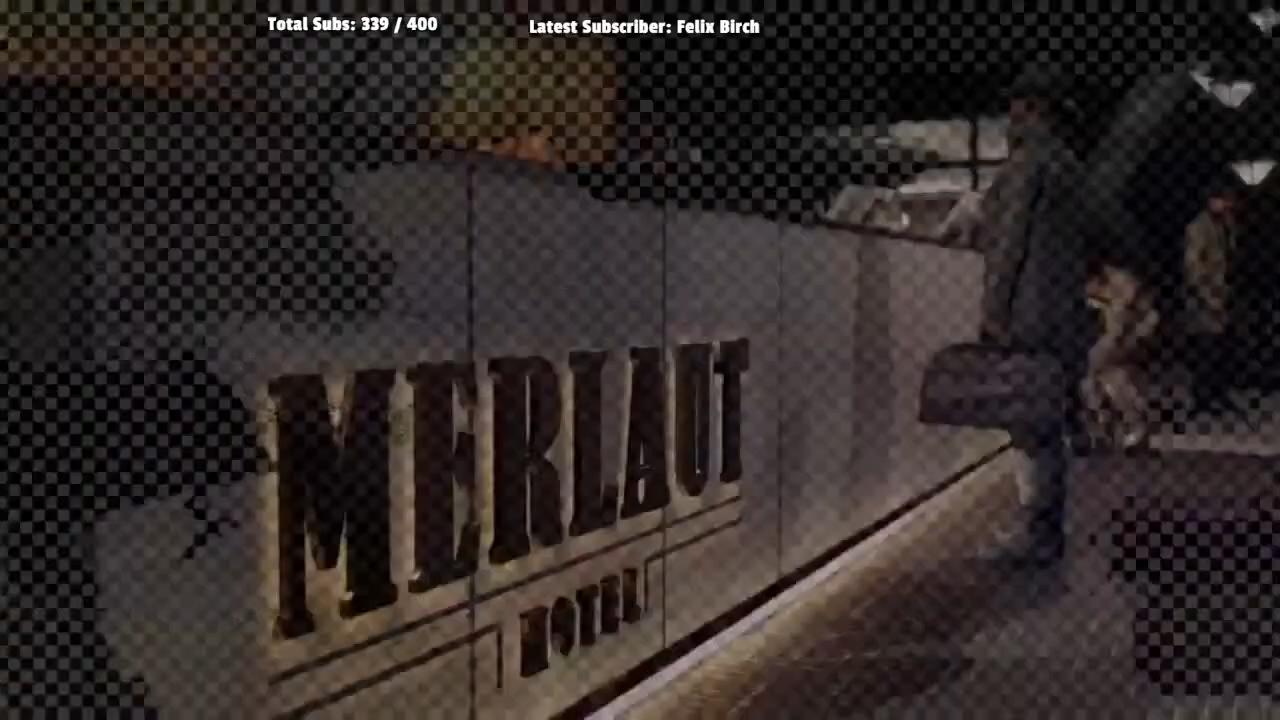 Total Subs: 339 / 400
Latest Subscriber: Felix Birch
MERLAUT
HOTEL